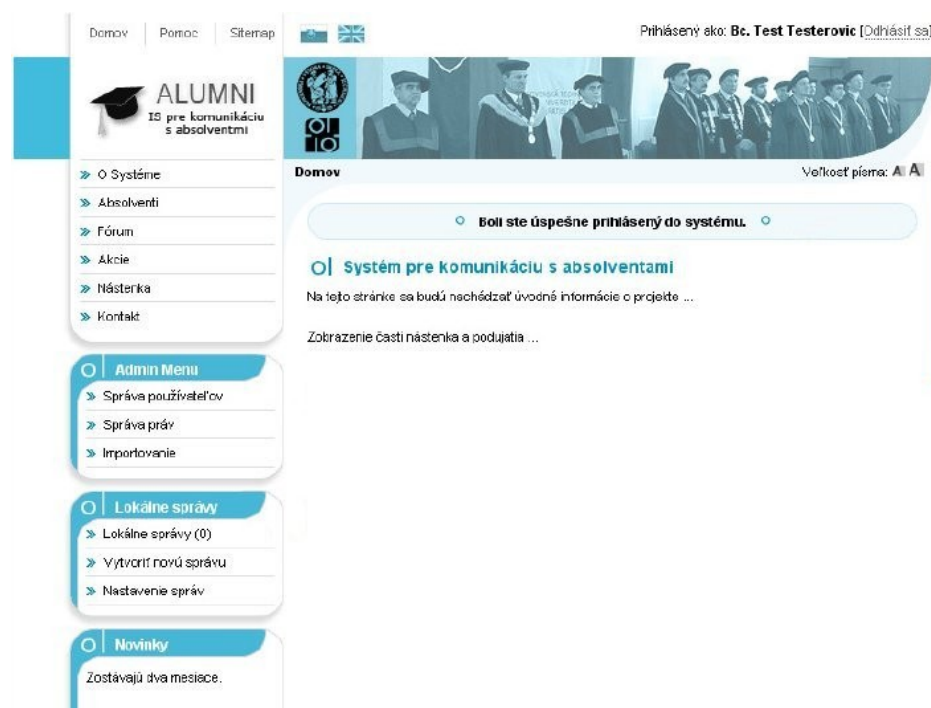 Domov
Pomoc
Sitemap
Prihlásený ako: Bc. Test Testerovic [Odhlásiť sa]
ALUMNI
IS pre komunikáciu
s absolventmi
O Systéme
Absolventi
Fórum
Akcie
Nástenka
Kontakt
Domov
Veľkosť písma: A A
Boli ste úspešne prihlásený do systému.
Systém pre komunikáciu s absolventami
Na tejto stránke sa budú nachádzať úvodné informácie o projekte ...
Zobrazenie častí nástenka a podujatia ...
Admin Menu
Správa používateľov
Správa práv
Importovanie
Lokálne správy
Lokálne správy (0)
Vytvoriť novú správu
Nastavenie správ
Novinky
Zostávajú dva mesiace.